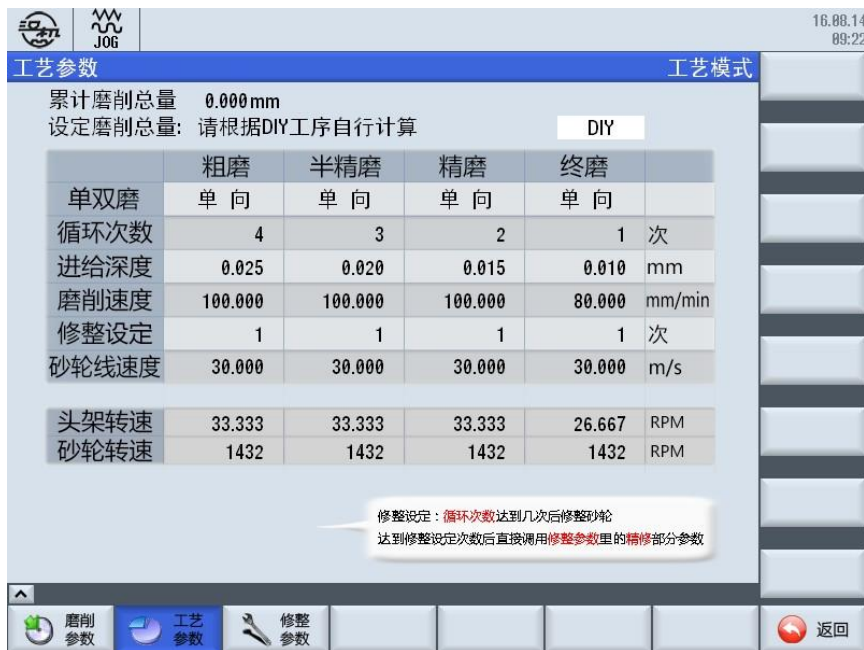 JOG
16.08.14
09:22
工艺参数 工艺模式
累计磨削总量 0.000mm
设定磨削总量: 请根据DIY工序自行计算 DIY
粗磨 半精磨 精磨 终磨
单双磨 单向 单向 单向 单向
循环次数 4 3 2 1 次
进给深度 0.025 0.020 0.015 0.010 mm
磨削速度 100.000 100.000 100.000 80.000 mm/min
修整设定 1 1 1 1 次
砂轮线速度 30.000 30.000 30.000 30.000 m/s
头架转速 33.333 33.333 33.333 26.667 RPM
砂轮转速 1432 1432 1432 1432 RPM
修整设定：循环次数达到几次后修整砂轮
达到修整设定次数后直接调用修整参数里的精修部分参数
磨削参数 工艺参数 修整参数 返回